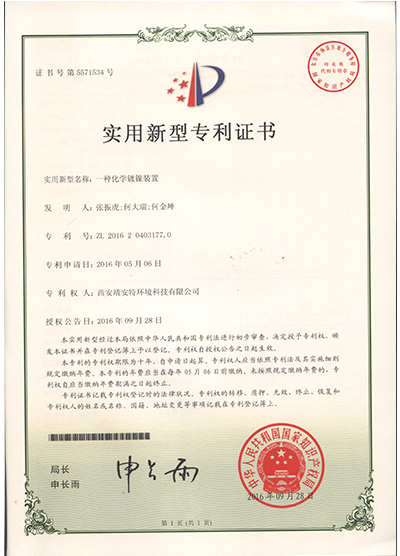 证书号第5571534号
实用新型专利证书
实用新型名称：一种化学镀镍装置
发 明 人：张振虎;何大瑞;何金坤
专 利 号：ZL 2016 2 0403177.0
专利申请日：2016年05月06日
专 利 权 人：西安靖安特环境科技有限公司
授权公告日：2016年09月28日
本实用新型经过本局依照中华人民共和国专利法进行初步审查，决定授予专利权，颁
发本证书并在专利登记簿上予以登记。专利权自授权公告之日起生效。
本专利的专利权期限为十年，自申请日起算。专利权人应当依照专利法及其实施细则
规定缴纳年费。本专利的年费应当在每年05月06日前缴纳。未按照规定缴纳年费的，专利
权自应当缴纳年费期满之日起终止。
专利证书记载专利权登记时的法律状况。专利权的转移、质押、无效、终止、恢复和
专利权人的姓名或名称、国籍、地址变更等事项记载在专利登记簿上。
局长
申长雨
申长雨
中华人民共和国国家知识产权局
2016年09月28日
第1页(共1页)